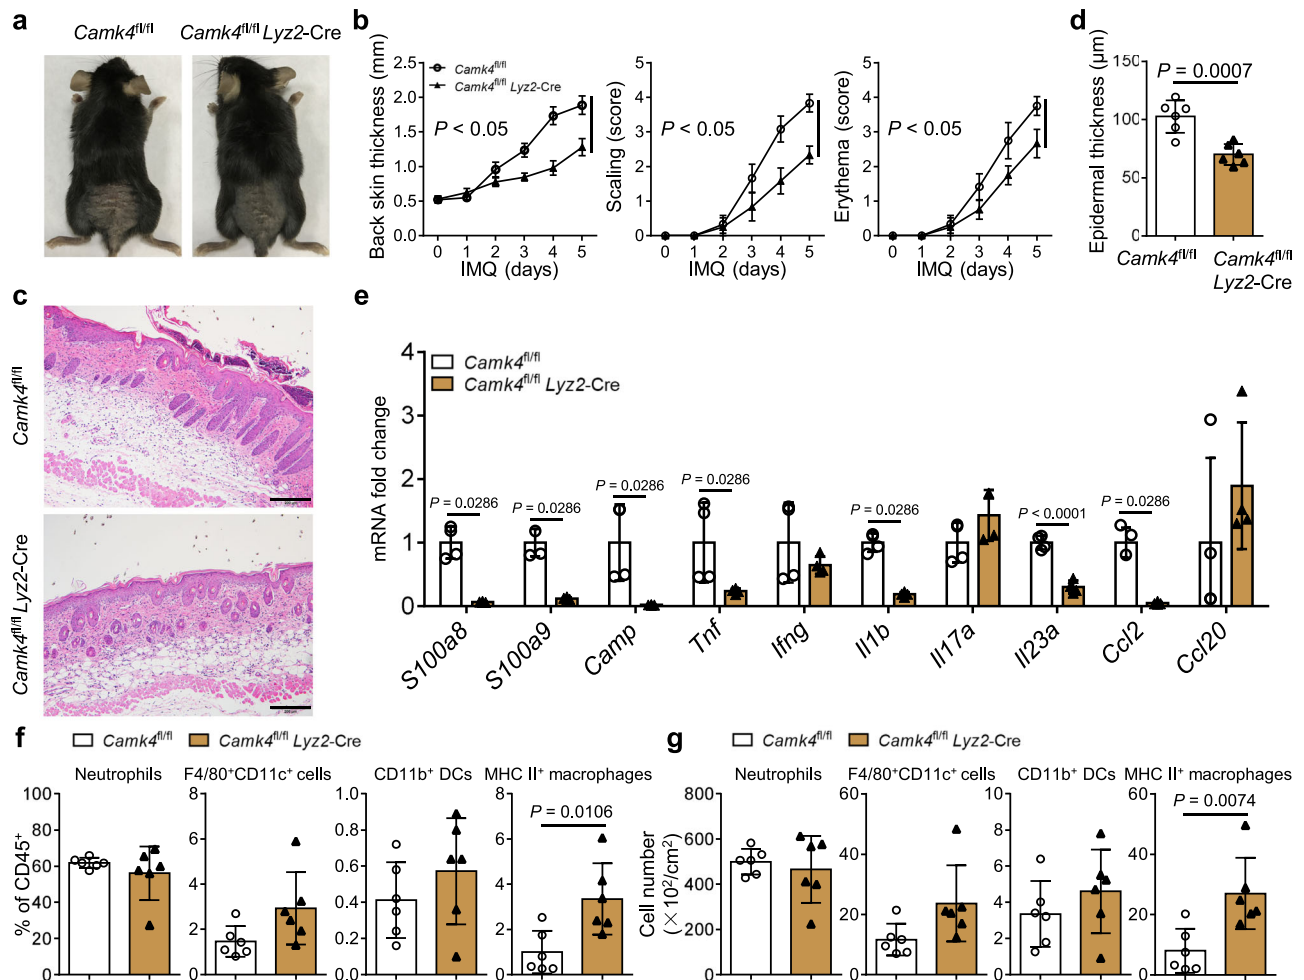 a
Camk4fl/fl
Camk4fl/fl Lyz2-Cre
b
Back skin thickness (mm)
2.5
2.0
1.5
1.0
0.5
0.0
Camk4fl/fl
Camk4fl/fl Lyz2-Cre
P < 0.05
0 1 2 3 4 5
IMQ (days)
Scaling (score)
5
4
3
2
1
0
P < 0.05
0 1 2 3 4 5
IMQ (days)
Erythema (score)
5
4
3
2
1
0
P < 0.05
0 1 2 3 4 5
IMQ (days)
d
Epidermal thickness (µm)
150
100
50
0
P = 0.0007
Camk4fl/fl
Camk4fl/fl
Lyz2-Cre
c
Camk4fl/fl
Camk4fl/fl Lyz2-Cre
e
mRNA fold change
4
3
2
1
0
Camk4fl/fl
Camk4fl/fl Lyz2-Cre
P = 0.0286
P = 0.0286
P = 0.0286
P = 0.0286
P = 0.0286
P < 0.0001
P = 0.0286
S100a8
S100a9
Camp
Tnf
Ifng
Il1b
Il17a
Il23a
Ccl2
Ccl20
f
Camk4fl/fl
Camk4fl/fl Lyz2-Cre
% of CD45+
Neutrophils
100
80
60
40
20
0
F4/80+CD11c+ cells
8
6
4
2
0
CD11b+ DCs
1.0
0.8
0.6
0.4
0.2
0.0
MHC II+ macrophages
8
6
4
2
0
P = 0.0106
g
Camk4fl/fl
Camk4fl/fl Lyz2-Cre
Cell number
(× 10²/cm²)
Neutrophils
800
600
400
200
0
F4/80+CD11c+ cells
60
40
20
0
CD11b+ DCs
10
8
6
4
2
0
MHC II+ macrophages
60
40
20
0
P = 0.0074